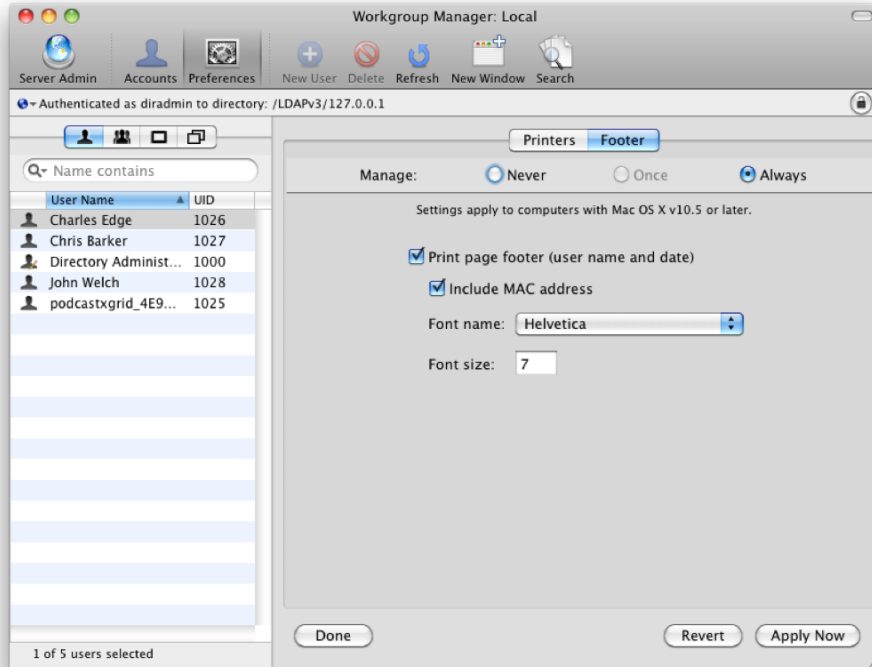 Workgroup Manager: Local
Server Admin Accounts Preferences New User Delete Refresh New Window Search
Authenticated as diradmin to directory: /LDAPv3/127.0.0.1
Printers Footer
Name contains
Manage: Never Once Always
User Name UID
Settings apply to computers with Mac OS X v10.5 or later.
Charles Edge 1026
Chris Barker 1027
Directory Administ... 1000
John Welch 1028
podcastxgrid_4E9... 1025
Print page footer (user name and date)
Include MAC address
Font name: Helvetica
Font size: 7
Done Revert Apply Now
1 of 5 users selected